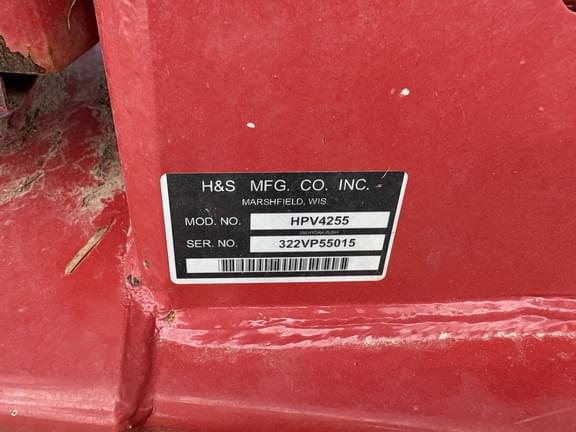 H&S MFG. CO. INC.
MARSHFIELD, WIS
MOD. NO. HPV4255
SER. NO. 322VP55015